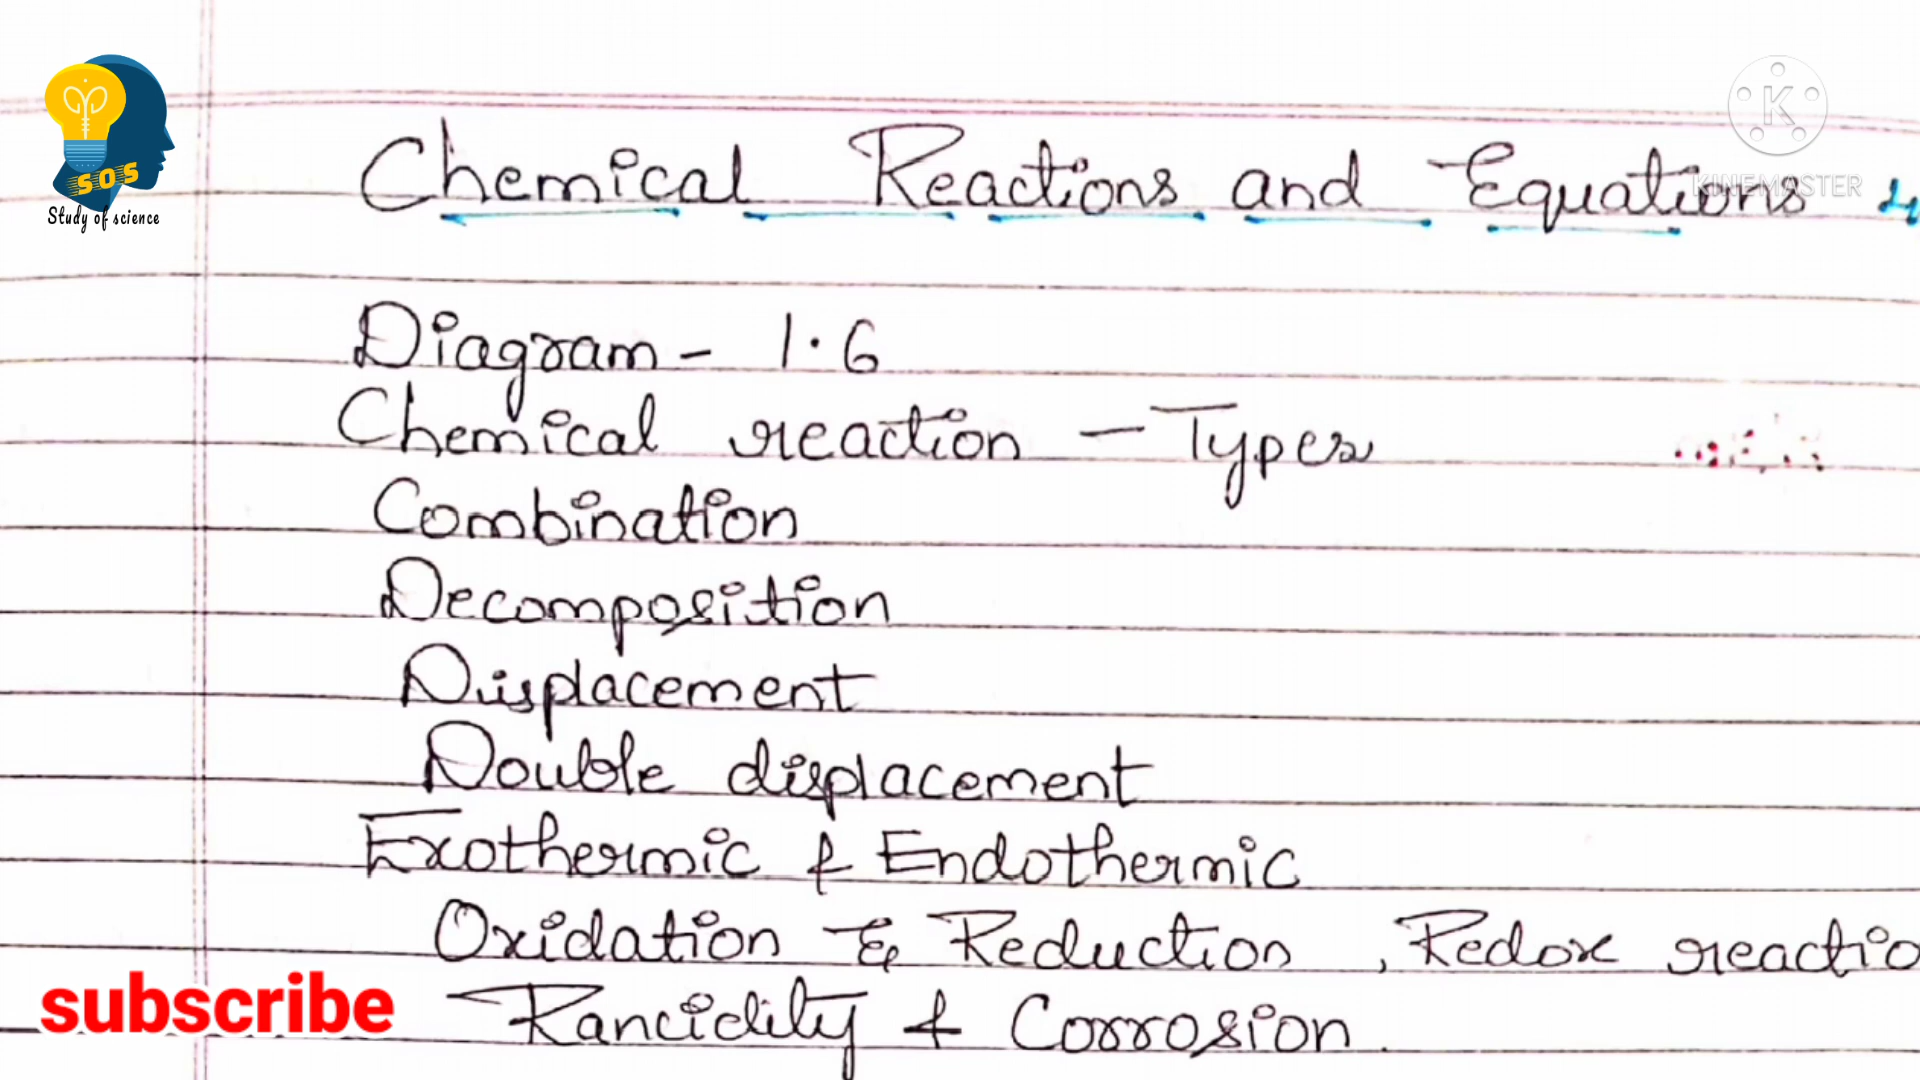 SOS
Study of science
K
KINEMASTER
Chemical Reactions and Equations
Diagram - 1.6
Chemical reaction - Types
Combination
Decomposition
Displacement
Double displacement
Exothermic & Endothermic
Oxidation & Reduction , Redox reactio
Rancidity & Corrosion.
subscribe